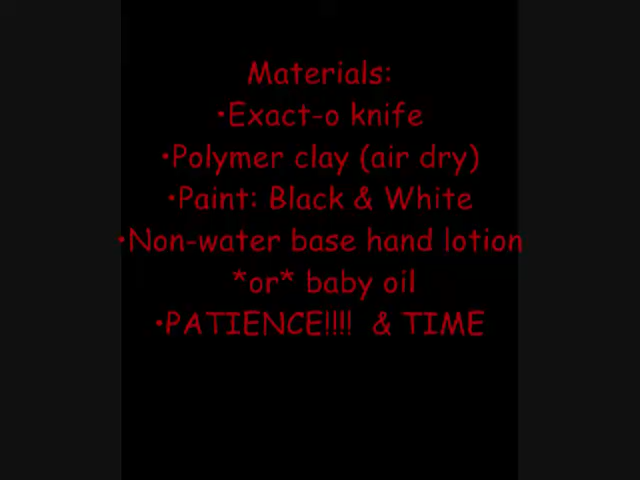 Materials:
•Exact-o knife
•Polymer clay (air dry)
•Paint: Black & White
•Non-water base hand lotion
*or* baby oil
•PATIENCE!!!!  & TIME